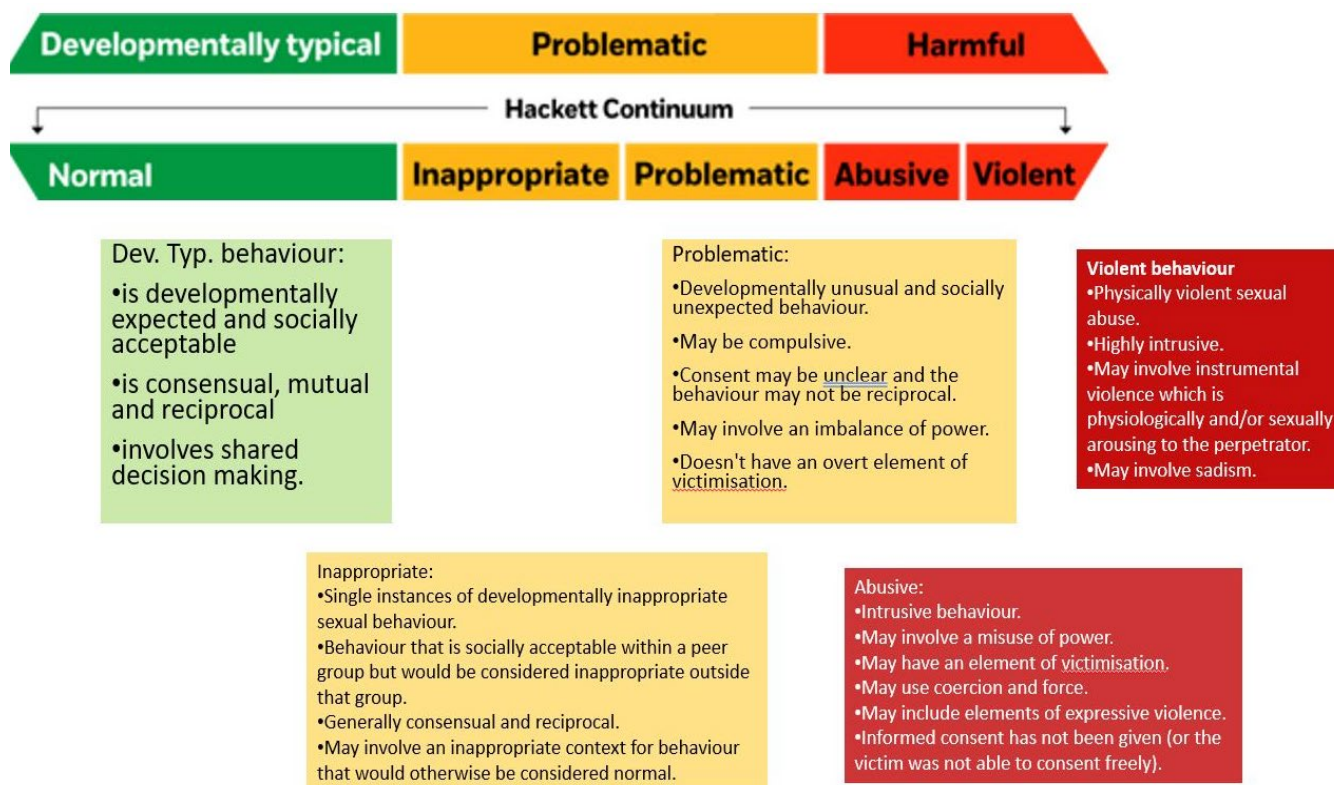 Developmentally typical
Problematic
Harmful
Hackett Continuum
Normal
Inappropriate
Problematic
Abusive
Violent
Dev. Typ. behaviour:
•is developmentally
expected and socially
acceptable
•is consensual, mutual
and reciprocal
•involves shared
decision making.
Problematic:
•Developmentally unusual and socially
unexpected behaviour.
•May be compulsive.
•Consent may be unclear and the
behaviour may not be reciprocal.
•May involve an imbalance of power.
•Doesn't have an overt element of
victimisation.
Violent behaviour
•Physically violent sexual
abuse.
•Highly intrusive.
•May involve instrumental
violence which is
physiologically and/or sexually
arousing to the perpetrator.
•May involve sadism.
Inappropriate:
•Single instances of developmentally inappropriate
sexual behaviour.
•Behaviour that is socially acceptable within a peer
group but would be considered inappropriate outside
that group.
•Generally consensual and reciprocal.
•May involve an inappropriate context for behaviour
that would otherwise be considered normal.
Abusive:
•Intrusive behaviour.
•May involve a misuse of power.
•May have an element of victimisation.
•May use coercion and force.
•May include elements of expressive violence.
•Informed consent has not been given (or the
victim was not able to consent freely).